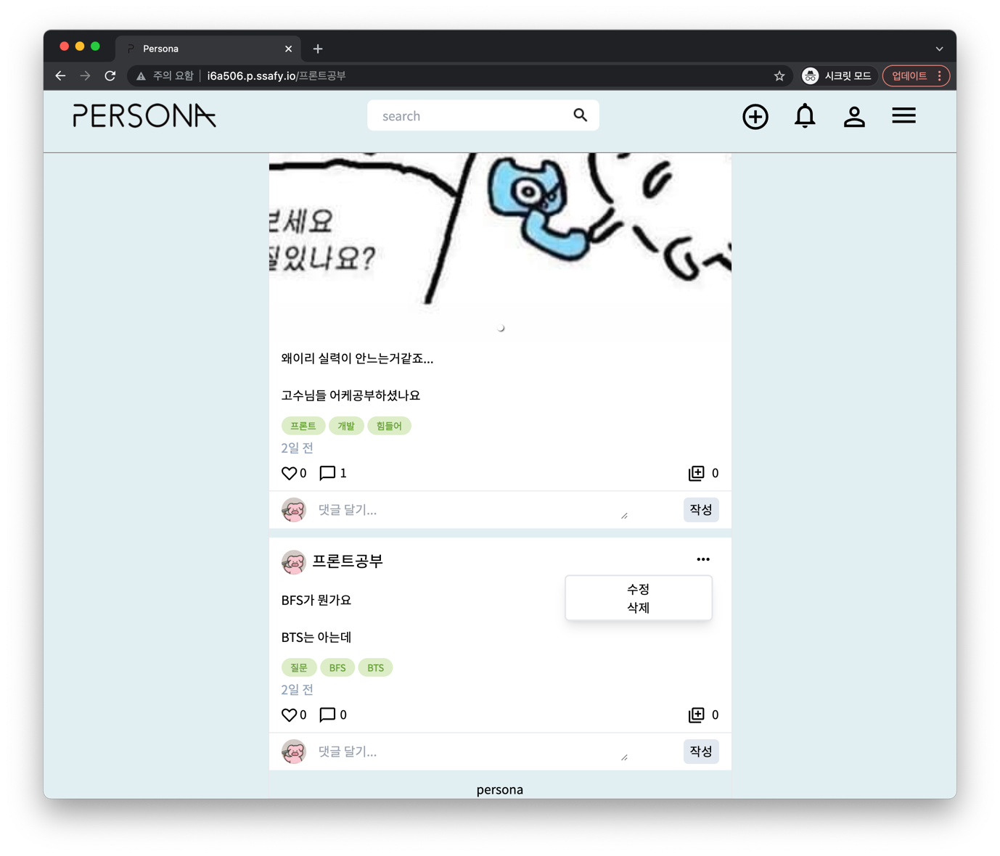 Persona
주의 요함 i6a506.p.ssafy.io/프론트공부 시크릿 모드 업데이트
PERSONA search
보세요
질있나요?
왜이리 실력이 안느는거같죠...
고수님들 어케공부하셨나요
프론트 개발 힘들어
2일 전
0 1 0
댓글 달기... 작성
프론트공부
수정
BFS가 뭔가요
삭제
BTS는 아는데
질문 BFS BTS
2일 전
0 0 0
댓글 달기... 작성
persona